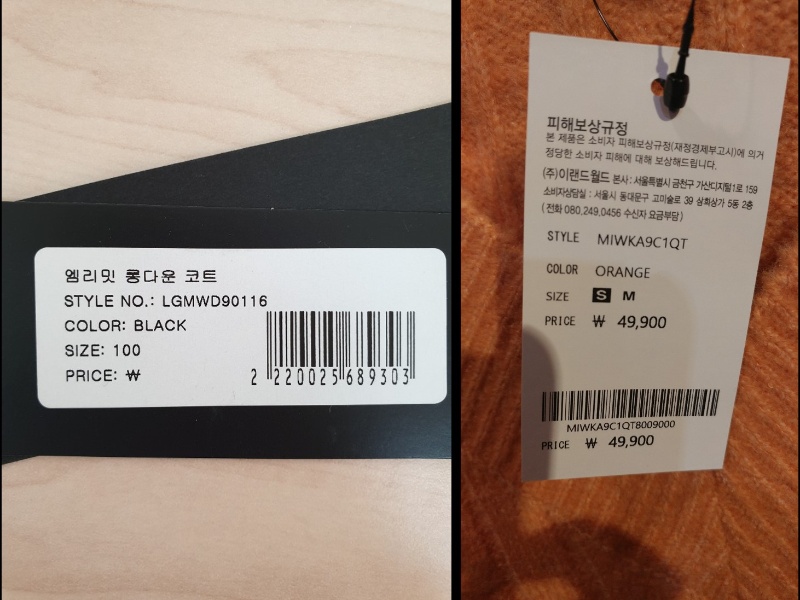 엠리밋 롱다운 코트
STYLE NO.: LGMWD90116
COLOR: BLACK
SIZE: 100
PRICE: ₩
2 220025 689303
피해보상규정
본 제품은 소비자 피해보상규정(재정경제부고시)에 의거
정당한 소비자 피해에 대해 보상해드립니다.
(주)이랜드월드 본사 : 서울특별시 금천구 가산디지털1로 159
소비자상담실 : 서울시 동대문구 고미술로 39 상희상가 5동 2층
( 전화 080,249,0456 수신자 요금부담 )
STYLE MIWKA9C1QT
COLOR ORANGE
SIZE S M
PRICE ₩ 49,900
MIWKA9C1QT8009000
PRICE ₩ 49,900